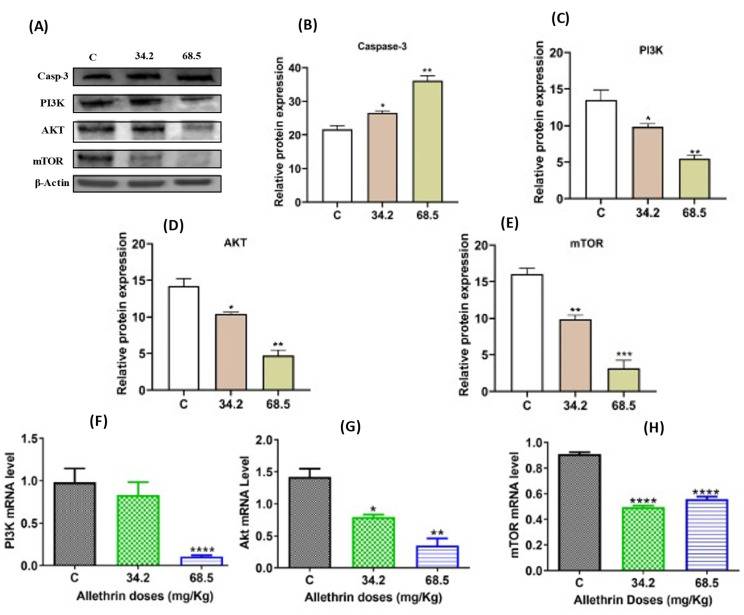 (A)
C 34.2 68.5
Casp-3
PI3K
AKT
mTOR
β-Actin
(B)
Caspase-3
Relative protein expression
40
30
20
10
0
*
**
C 34.2 68.5
(C)
PI3K
Relative protein expression
20
15
10
5
0
*
**
C 34.2 68.5
(D)
AKT
Relative protein expression
20
15
10
5
0
*
**
C 34.2 68.5
(E)
mTOR
Relative protein expression
20
15
10
5
0
**
***
C 34.2 68.5
(F)
PI3K mRNA level
1.5
1.0
0.5
0.0
****
C 34.2 68.5
Allethrin doses (mg/Kg)
(G)
Akt mRNA Level
2.0
1.5
1.0
0.5
0.0
*
**
C 34.2 68.5
Allethrin doses (mg/Kg)
(H)
mTOR mRNA level
1.0
0.8
0.6
0.4
0.2
0.0
****
****
C 34.2 68.5
Allethrin Doses (mg/Kg)